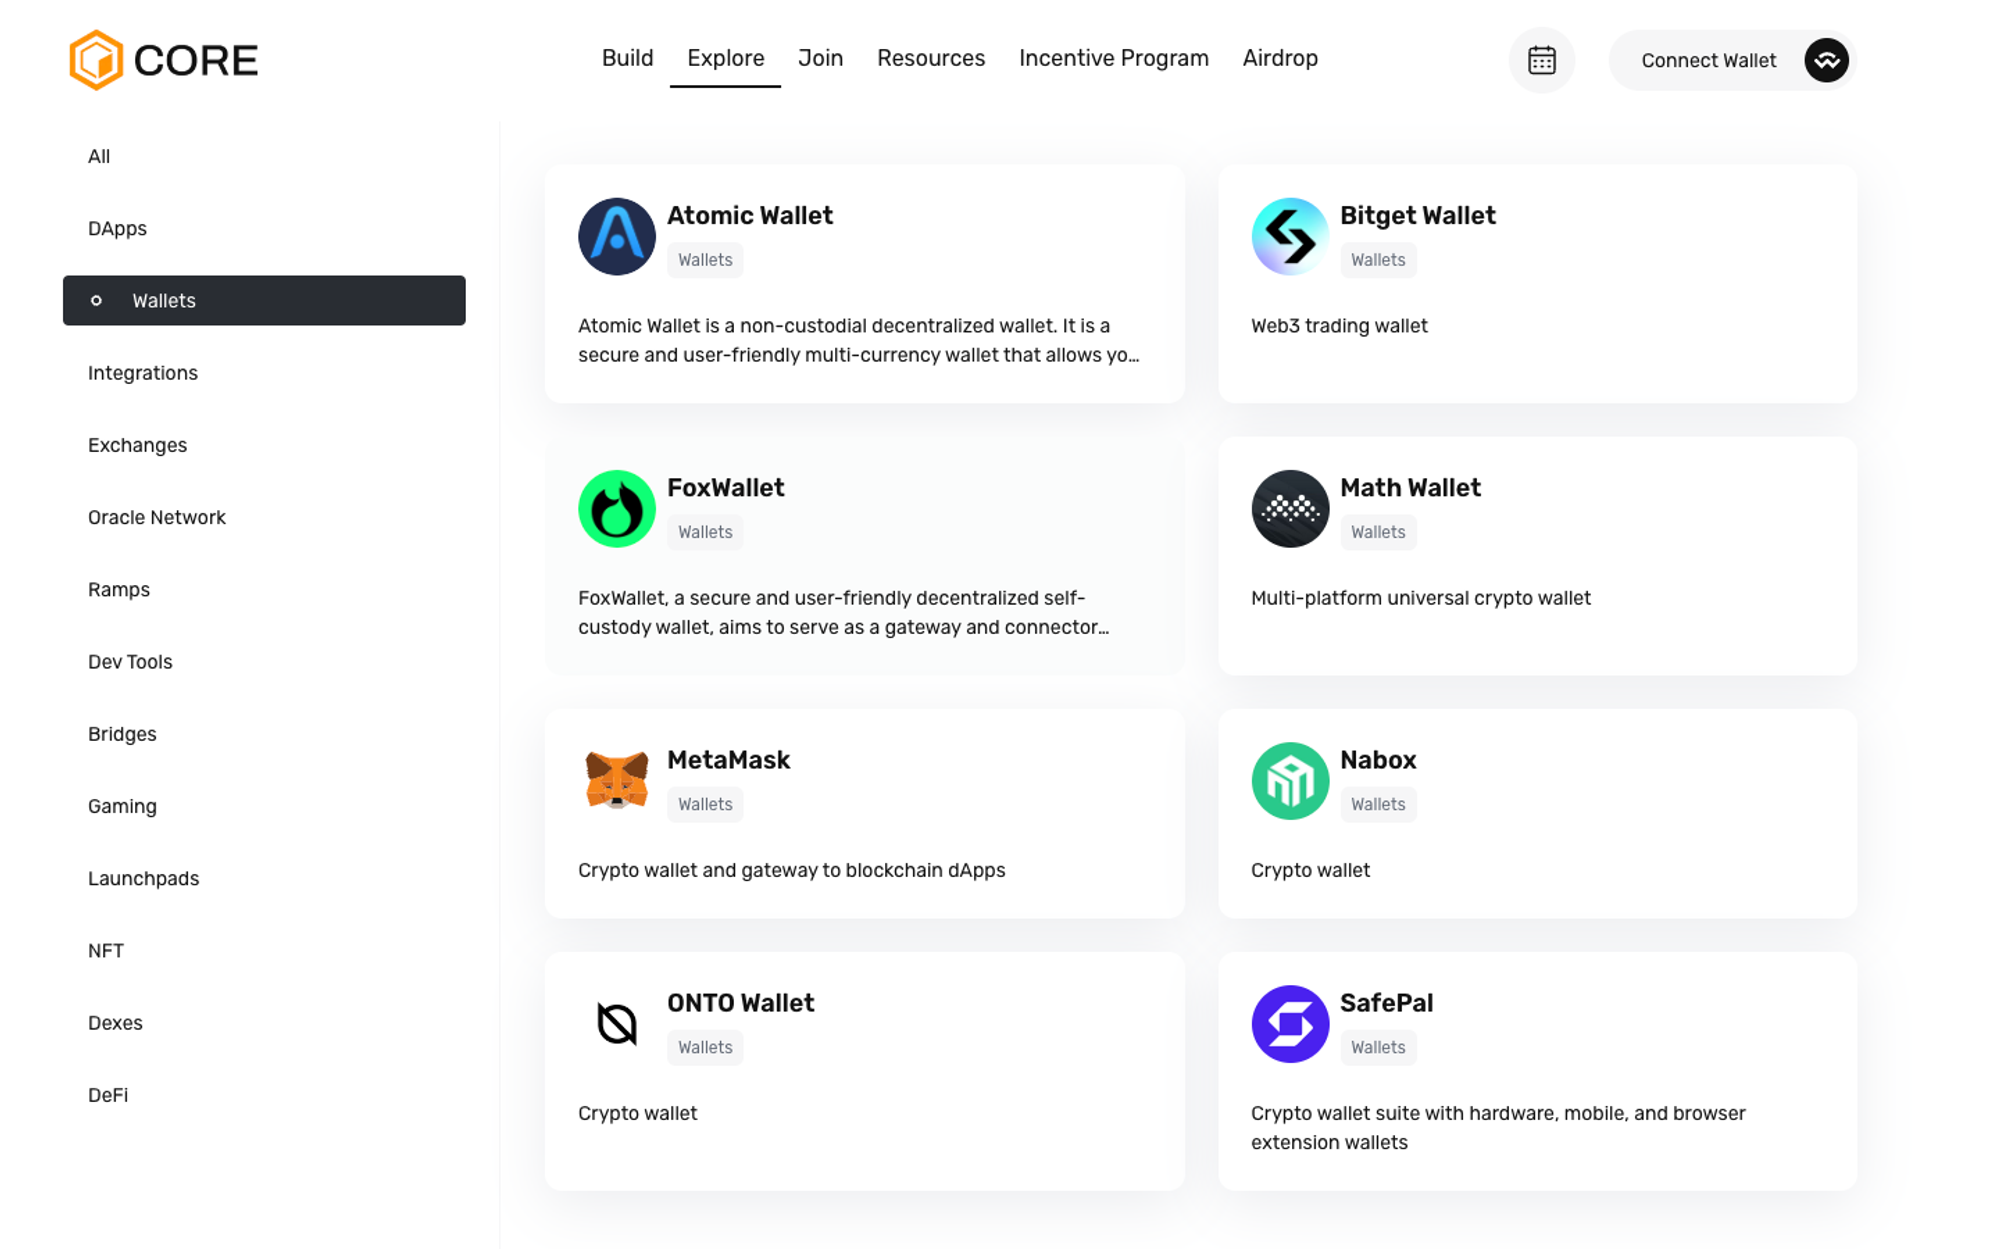 CORE
Build Explore Join Resources Incentive Program Airdrop
Connect Wallet
All
DApps
Wallets
Integrations
Exchanges
Oracle Network
Ramps
Dev Tools
Bridges
Gaming
Launchpads
NFT
Dexes
DeFi
Atomic Wallet
Wallets
Atomic Wallet is a non-custodial decentralized wallet. It is a
secure and user-friendly multi-currency wallet that allows yo…
Bitget Wallet
Wallets
Web3 trading wallet
FoxWallet
Wallets
FoxWallet, a secure and user-friendly decentralized self-
custody wallet, aims to serve as a gateway and connector…
Math Wallet
Wallets
Multi-platform universal crypto wallet
MetaMask
Wallets
Crypto wallet and gateway to blockchain dApps
Nabox
Wallets
Crypto wallet
ONTO Wallet
Wallets
Crypto wallet
SafePal
Wallets
Crypto wallet suite with hardware, mobile, and browser
extension wallets